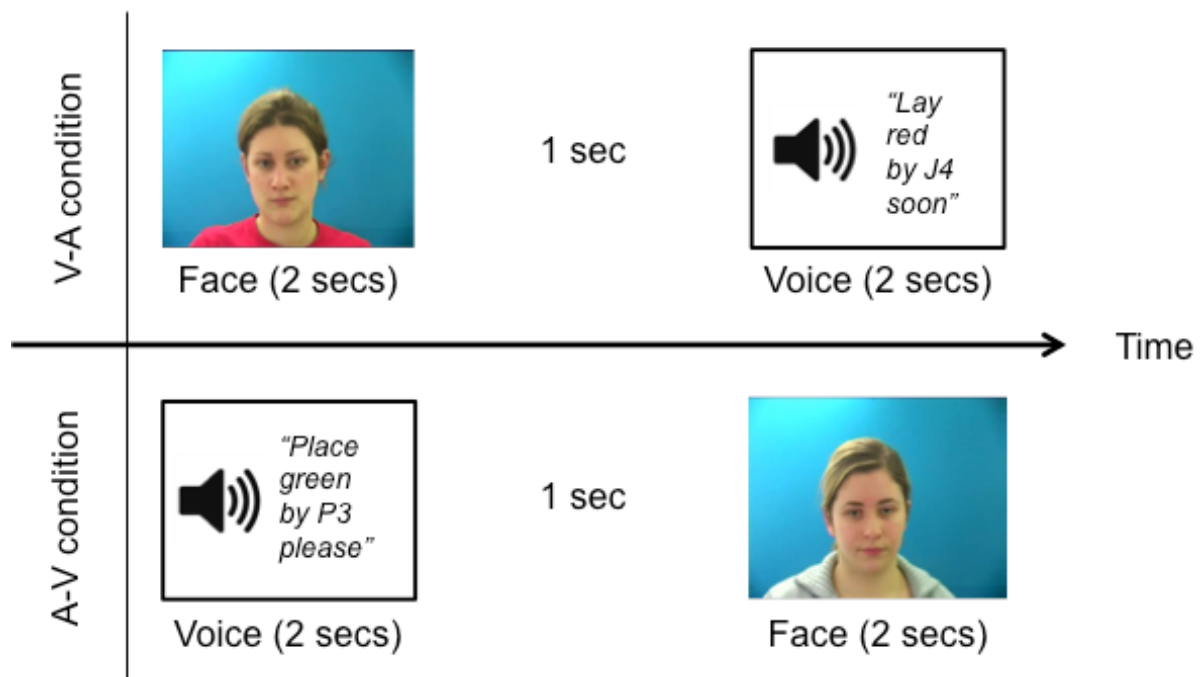 V-A condition
1 sec
“Lay
red
by J4
soon”
Face (2 secs)
Voice (2 secs)
Time
A-V condition
“Place
green
by P3
please”
1 sec
Voice (2 secs)
Face (2 secs)